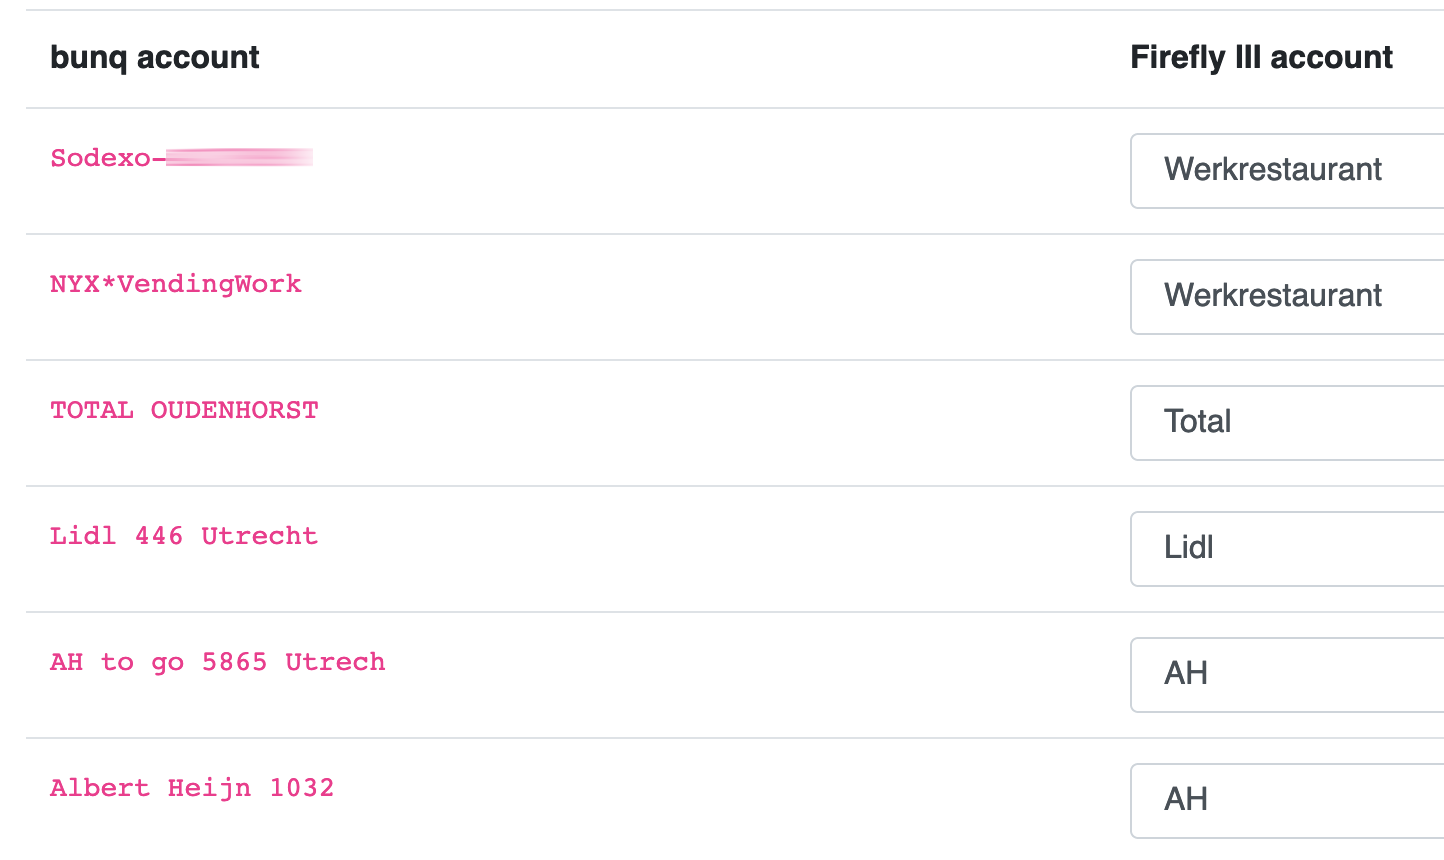 bunq account Firefly III account
Sodexo- Werkrestaurant
NYX*VendingWork Werkrestaurant
TOTAL OUDENHORST Total
Lidl 446 Utrecht Lidl
AH to go 5865 Utrech AH
Albert Heijn 1032 AH